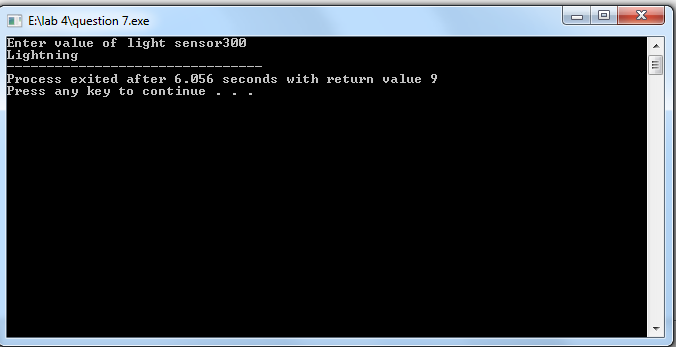 E:\lab 4\question 7.exe
Enter value of light sensor300
Lightning
--------------------------------
Process exited after 6.056 seconds with return value 9
Press any key to continue . . .